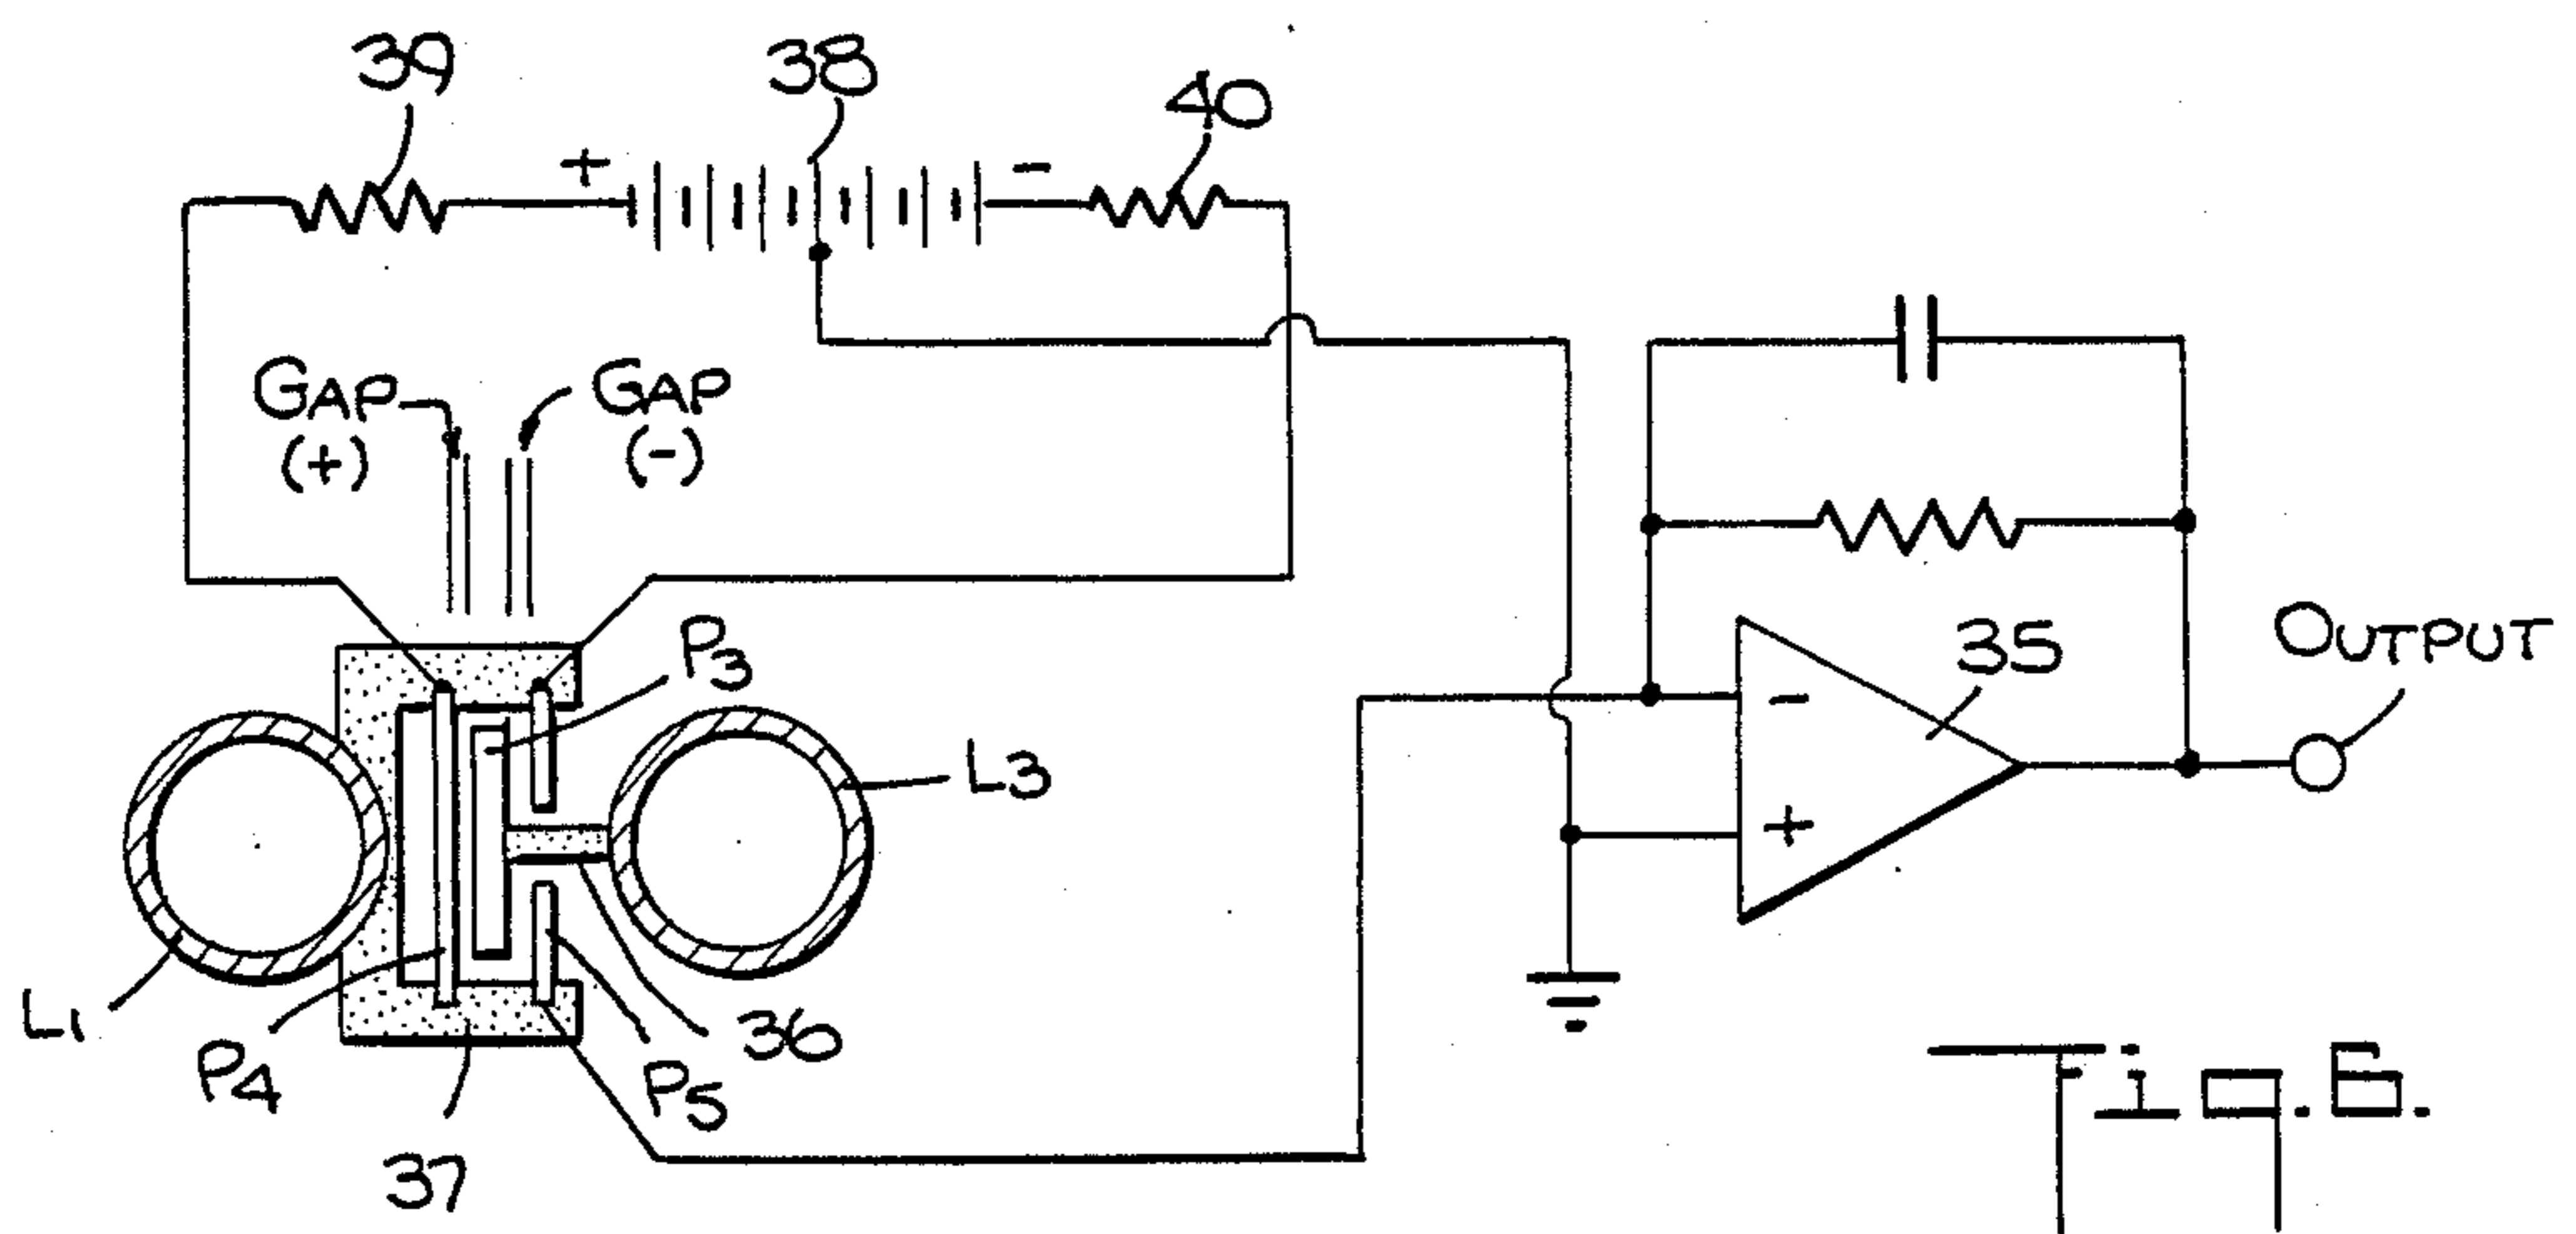 39
38
40
+
-
GAP
(+)
GAP
(-)
P3
35
OUTPUT
-
+
L3
L1
P4
37
36
P5
Fig. 6.